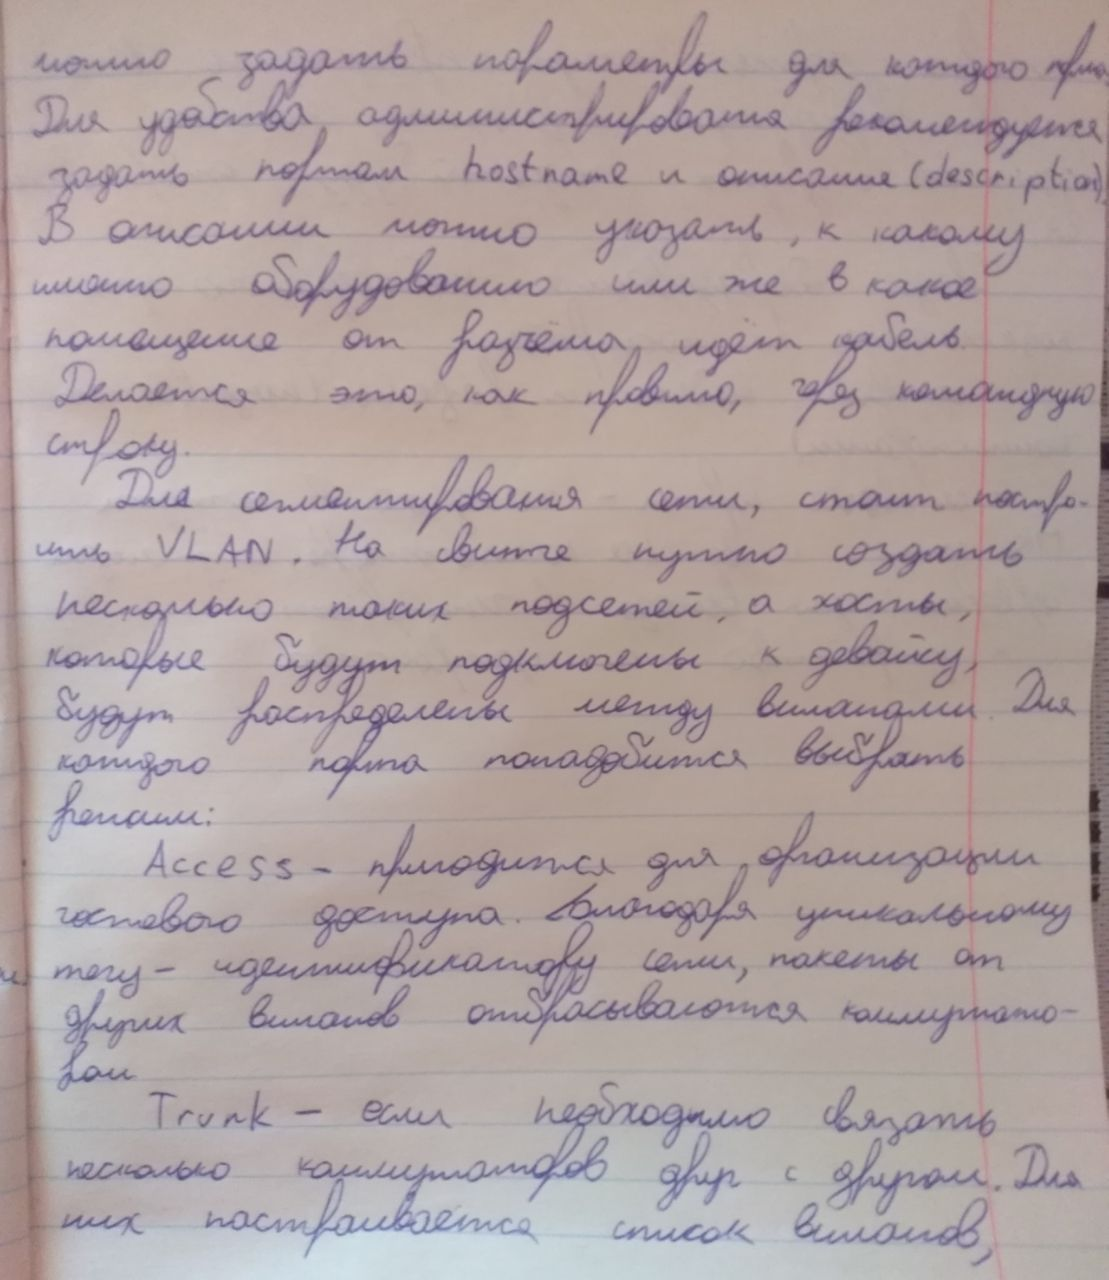 можно задать параметры для каждого
Для удобства администрирования рекомендуется
задать портам hostname и описание (description).
В описании можно указать, к какому
именно оборудованию или же в какое
помещение от разъёма идёт кабель.
Делается это, как правило, через командную
строку.
Для сегментирования сети, стоит настро-
ить VLAN. На свитче нужно создать
несколько таких подсетей, а хосты,
которые будут подключены к девайсу,
будут распределены между виланами. Для
каждого порта понадобится выбрать
режим:
Access – пригодится для организации
гостевого доступа. Благодаря уникальному
тегу – идентификатору сети, пакеты от
других виланов отбрасываются коммутато-
ром
Trunk – если необходимо связать
несколько коммутаторов друг с другом. Для
них настраивается список виланов,